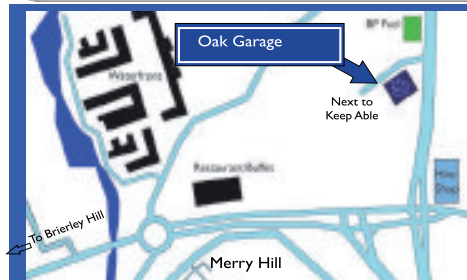 BP Fuel
Oak Garage
Waterfront
Next to
Keep Able
Restaurant/Buffet
Hire
Shop
To Brierley Hill
Merry Hill